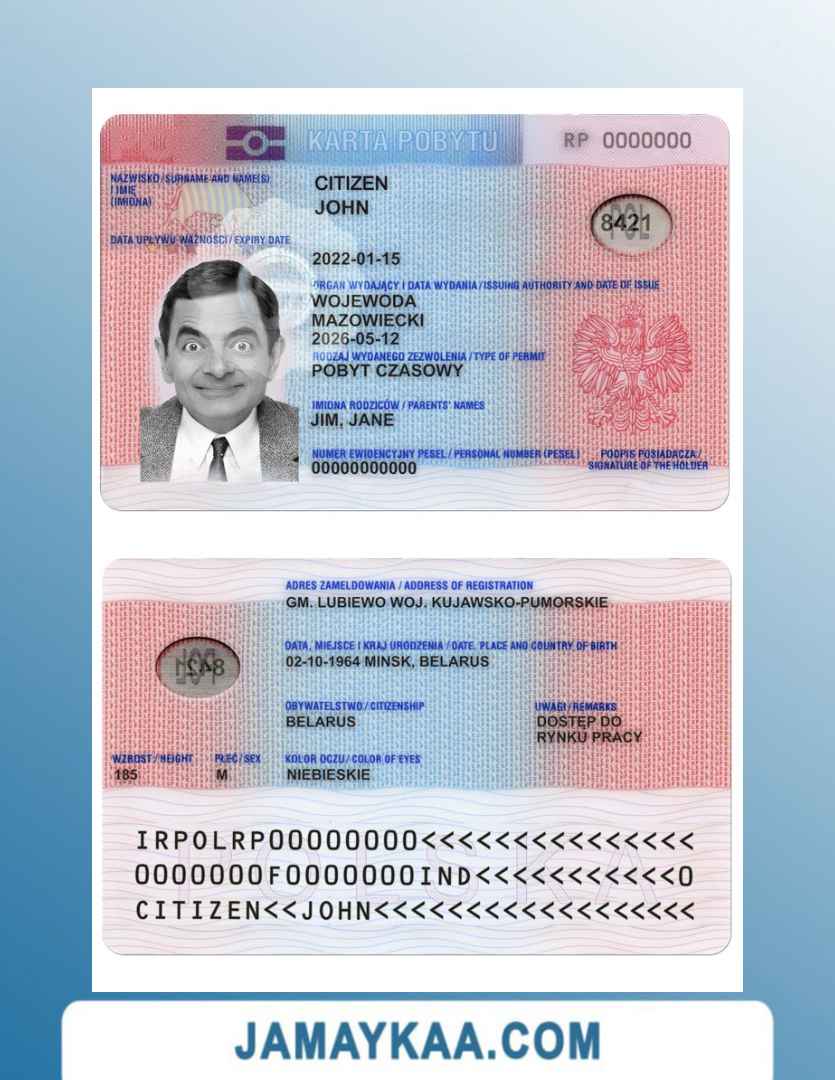 KARTA POBYTU
RP 0000000
NAZWISKO / SURNAME AND NAME(S)
I IMIĘ
(IMIONA)
CITIZEN
JOHN
8421
POL
DATA UPŁYWU WAŻNOŚCI / EXPIRY DATE
2022-01-15
ORGAN WYDAJĄCY I DATA WYDANIA / ISSUING AUTHORITY AND DATE OF ISSUE
WOJEWODA
MAZOWIECKI
2026-05-12
RODZAJ WYDANEGO ZEZWOLENIA / TYPE OF PERMIT
POBYT CZASOWY
IMIONA RODZICÓW / PARENTS' NAMES
JIM, JANE
NUMER EWIDENCYJNY PESEL / PERSONAL NUMBER (PESEL)
00000000000
PODPIS POSIADACZA /
SIGNATURE OF THE HOLDER
ADRES ZAMELDOWANIA / ADDRESS OF REGISTRATION
GM. LUBIEWO WOJ. KUJAWSKO-PUMORSKIE
8421
POL
DATA, MIEJSCE I KRAJ URODZENIA / DATE, PLACE AND COUNTRY OF BIRTH
02-10-1964 MINSK, BELARUS
OBYWATELSTWO / CITIZENSHIP
BELARUS
UWAGI / REMARKS
DOSTĘP DO
RYNKU PRACY
WZROST / HEIGHT
185
PŁEĆ / SEX
M
KOLOR OCZU / COLOR OF EYES
NIEBIESKIE
IRPOLRP00000000<<<<<<<<<<<<<<<
0000000F0000000IND<<<<<<<<<<<0
CITIZEN<<JOHN<<<<<<<<<<<<<<<<<
POLSKA
JAMAYKAA.COM